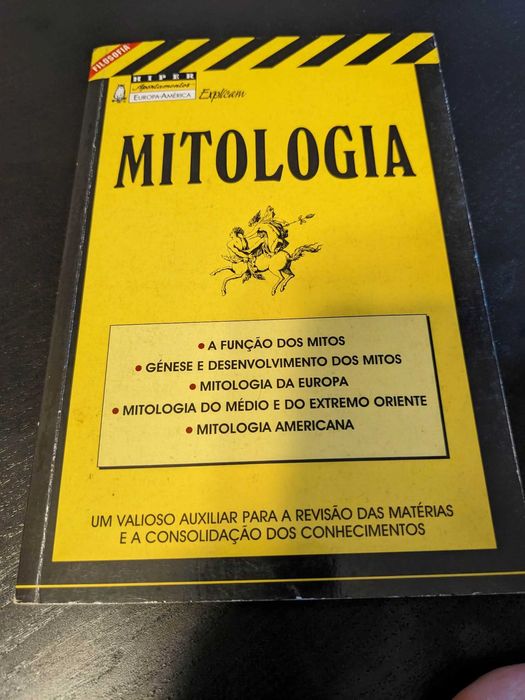 FILOSOFIA
HIPER
Apontamentos
EUROPA-AMÉRICA
Explicam
MITOLOGIA
• A FUNÇÃO DOS MITOS
• GÉNESE E DESENVOLVIMENTO DOS MITOS
• MITOLOGIA DA EUROPA
• MITOLOGIA DO MÉDIO E DO EXTREMO ORIENTE
• MITOLOGIA AMERICANA
UM VALIOSO AUXILIAR PARA A REVISÃO DAS MATÉRIAS
E A CONSOLIDAÇÃO DOS CONHECIMENTOS